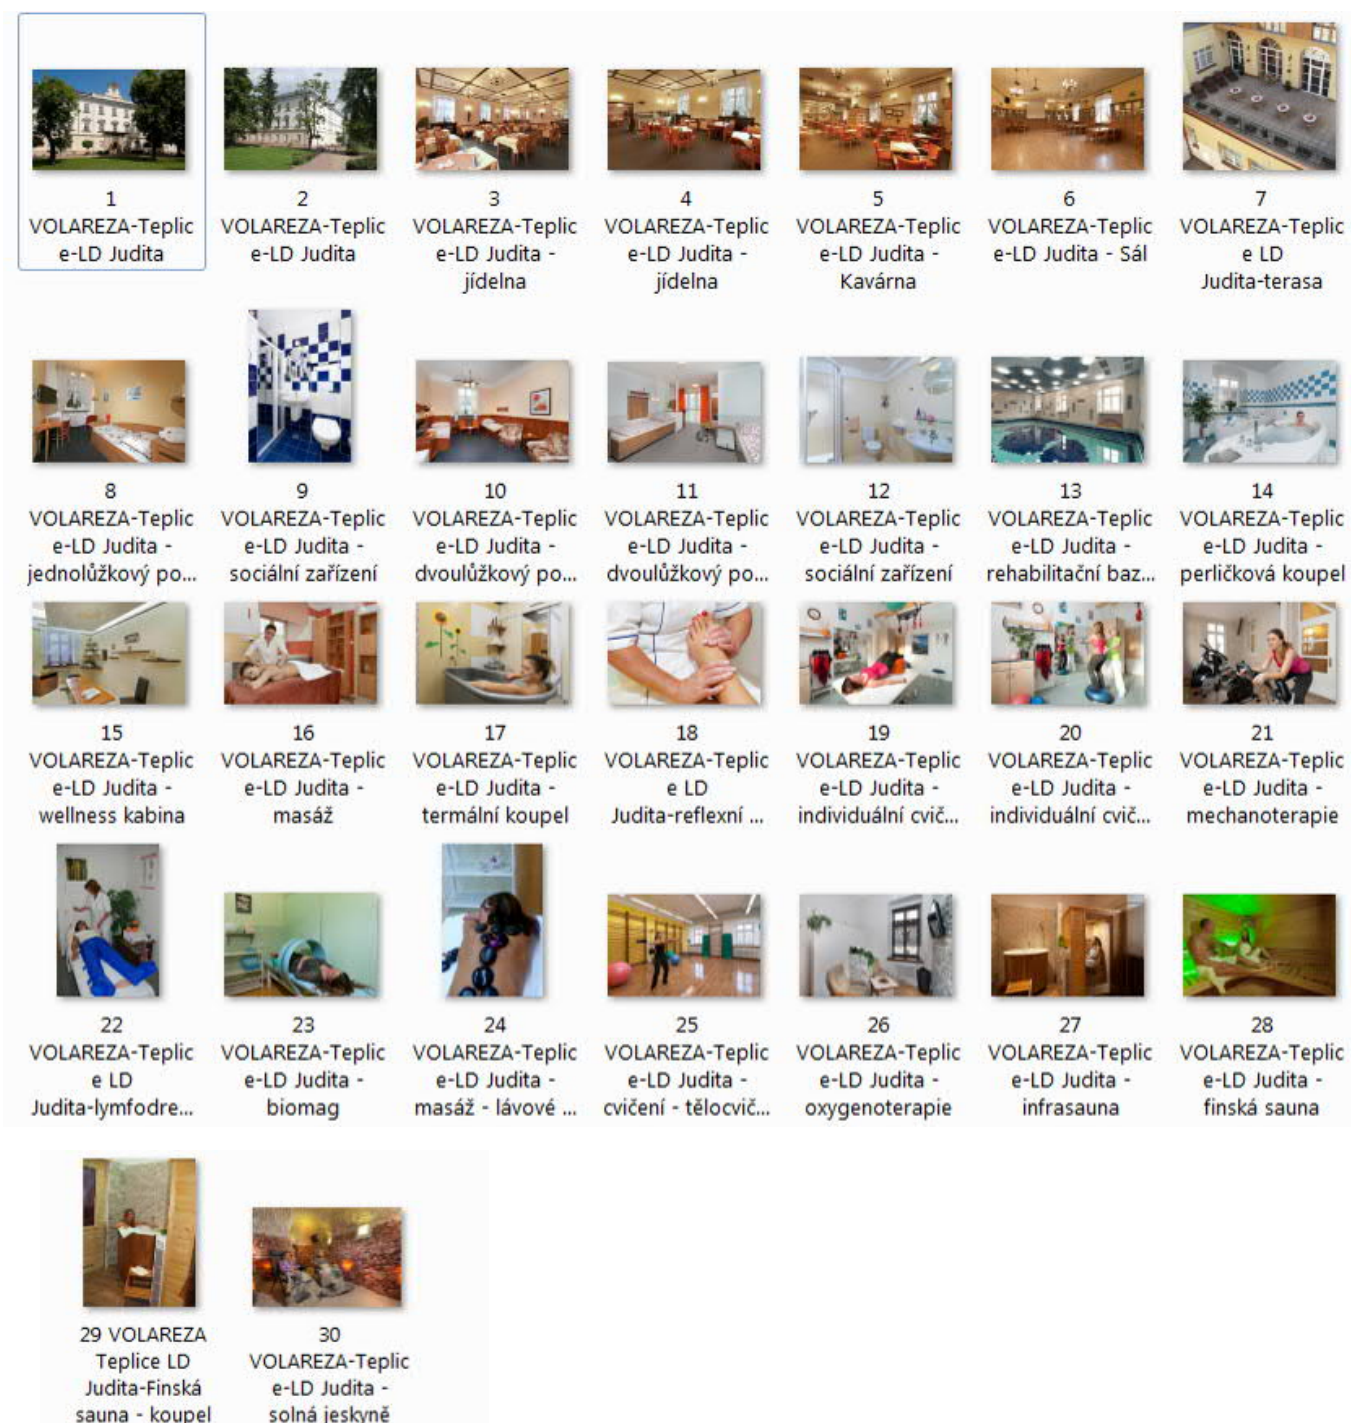 1
VOLAREZA-Teplic
e-LD Judita
2
VOLAREZA-Teplic
e-LD Judita
3
VOLAREZA-Teplic
e-LD Judita -
jídelna
4
VOLAREZA-Teplic
e-LD Judita -
jídelna
5
VOLAREZA-Teplic
e-LD Judita -
Kavárna
6
VOLAREZA-Teplic
e-LD Judita - Sál
7
VOLAREZA-Teplic
e LD
Judita-terasa
8
VOLAREZA-Teplic
e-LD Judita -
jednolůžkový po...
9
VOLAREZA-Teplic
e-LD Judita -
sociální zařízení
10
VOLAREZA-Teplic
e-LD Judita -
dvoulůžkový po...
11
VOLAREZA-Teplic
e-LD Judita -
dvoulůžkový po...
12
VOLAREZA-Teplic
e-LD Judita -
sociální zařízení
13
VOLAREZA-Teplic
e-LD Judita -
rehabilitační baz...
14
VOLAREZA-Teplic
e-LD Judita -
perličková koupel
15
VOLAREZA-Teplic
e-LD Judita -
wellness kabina
16
VOLAREZA-Teplic
e-LD Judita -
masáž
17
VOLAREZA-Teplic
e-LD Judita -
termální koupel
18
VOLAREZA-Teplic
e LD
Judita-reflexní ...
19
VOLAREZA-Teplic
e-LD Judita -
individuální cvič...
20
VOLAREZA-Teplic
e-LD Judita -
individuální cvič...
21
VOLAREZA-Teplic
e-LD Judita -
mechanoterapie
22
VOLAREZA-Teplic
e LD
Judita-lymfodre...
23
VOLAREZA-Teplic
e-LD Judita -
biomag
24
VOLAREZA-Teplic
e-LD Judita -
masáž - lávové ...
25
VOLAREZA-Teplic
e-LD Judita -
cvičení - tělocvič...
26
VOLAREZA-Teplic
e-LD Judita -
oxygenoterapie
27
VOLAREZA-Teplic
e-LD Judita -
infrasauna
28
VOLAREZA-Teplic
e-LD Judita -
finská sauna
29 VOLAREZA
Teplice LD
Judita-Finská
sauna - koupel
30
VOLAREZA-Teplic
e-LD Judita -
solná jeskyně